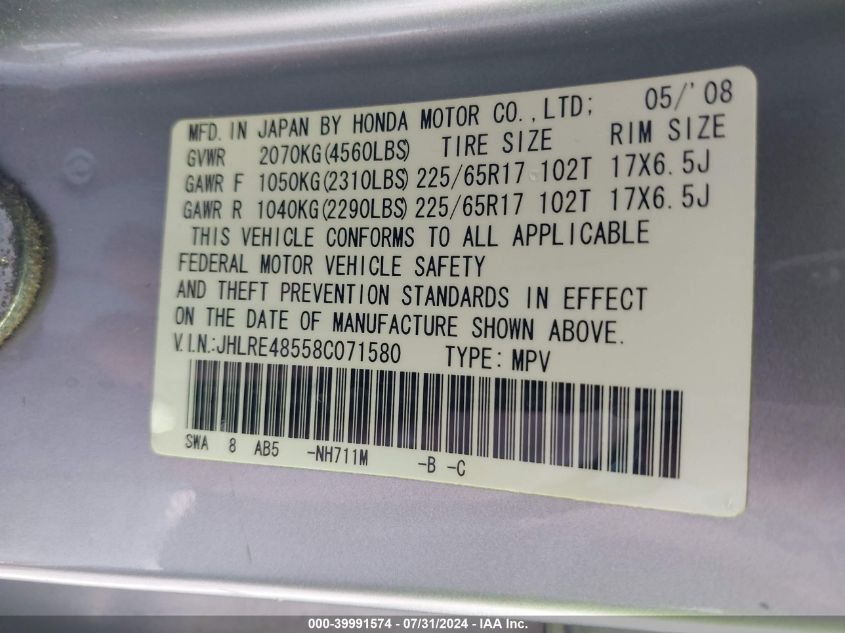 MFD. IN JAPAN BY HONDA MOTOR CO., LTD; 05/'08
GVWR 2070KG(4560LBS) TIRE SIZE RIM SIZE
GAWR F 1050KG(2310LBS) 225/65R17 102T 17X6.5J
GAWR R 1040KG(2290LBS) 225/65R17 102T 17X6.5J
THIS VEHICLE CONFORMS TO ALL APPLICABLE
FEDERAL MOTOR VEHICLE SAFETY
AND THEFT PREVENTION STANDARDS IN EFFECT
ON THE DATE OF MANUFACTURE SHOWN ABOVE.
V.I.N.:JHLRE48558C071580 TYPE: MPV
SWA 8 AB5 -NH711M -B -C
000-39991574 / 07/31/2024 - IAA Inc.